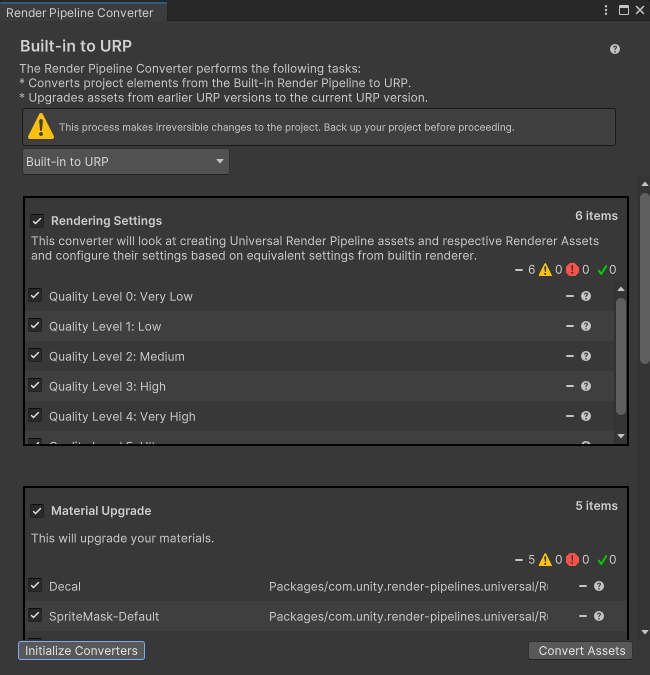 Render Pipeline Converter
Built-in to URP
The Render Pipeline Converter performs the following tasks:
* Converts project elements from the Built-in Render Pipeline to URP.
* Upgrades assets from earlier URP versions to the current URP version.
This process makes irreversible changes to the project. Back up your project before proceeding.
Built-in to URP
Rendering Settings 6 items
This converter will look at creating Universal Render Pipeline assets and respective Renderer Assets
and configure their settings based on equivalent settings from builtin renderer.
6 0 0 0
Quality Level 0: Very Low
Quality Level 1: Low
Quality Level 2: Medium
Quality Level 3: High
Quality Level 4: Very High
Material Upgrade 5 items
This will upgrade your materials.
5 0 0 0
Decal Packages/com.unity.render-pipelines.universal/R
SpriteMask-Default Packages/com.unity.render-pipelines.universal/R
Initialize Converters Convert Assets